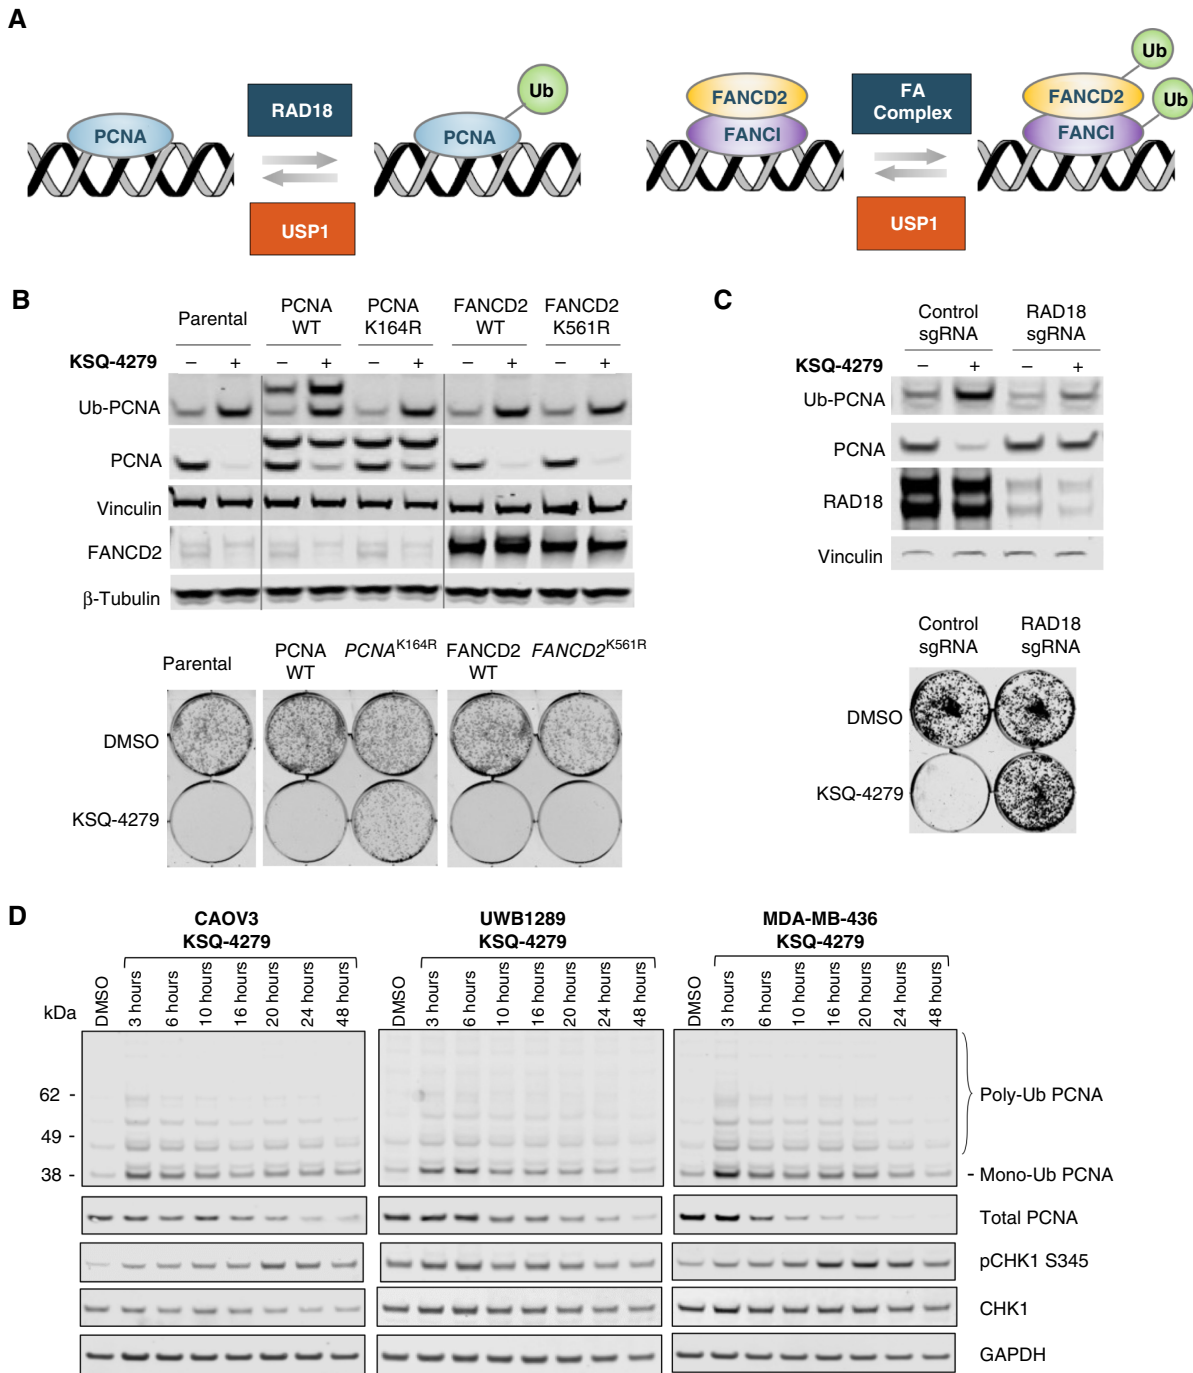 A
RAD18
PCNA
USP1
PCNA
Ub
FANCD2
FANCI
FA
Complex
USP1
Ub
FANCD2
Ub
FANCI
B
Parental
PCNA
WT
PCNA
K164R
FANCD2
WT
FANCD2
K561R
KSQ-4279
– + – + – + – + – +
Ub-PCNA
PCNA
Vinculin
FANCD2
β-Tubulin
Parental
PCNA
WT
PCNA^K164R
FANCD2
WT
FANCD2^K561R
DMSO
KSQ-4279
C
Control
sgRNA
RAD18
sgRNA
KSQ-4279
– + – +
Ub-PCNA
PCNA
RAD18
Vinculin
Control
sgRNA
RAD18
sgRNA
DMSO
KSQ-4279
D
CAOV3
KSQ-4279
UWB1289
KSQ-4279
MDA-MB-436
KSQ-4279
kDa
DMSO
3 hours
6 hours
10 hours
16 hours
20 hours
24 hours
48 hours
DMSO
3 hours
6 hours
10 hours
16 hours
20 hours
24 hours
48 hours
DMSO
3 hours
6 hours
10 hours
16 hours
20 hours
24 hours
48 hours
62 -
49 -
38 -
Poly-Ub PCNA
- Mono-Ub PCNA
Total PCNA
pCHK1 S345
CHK1
GAPDH